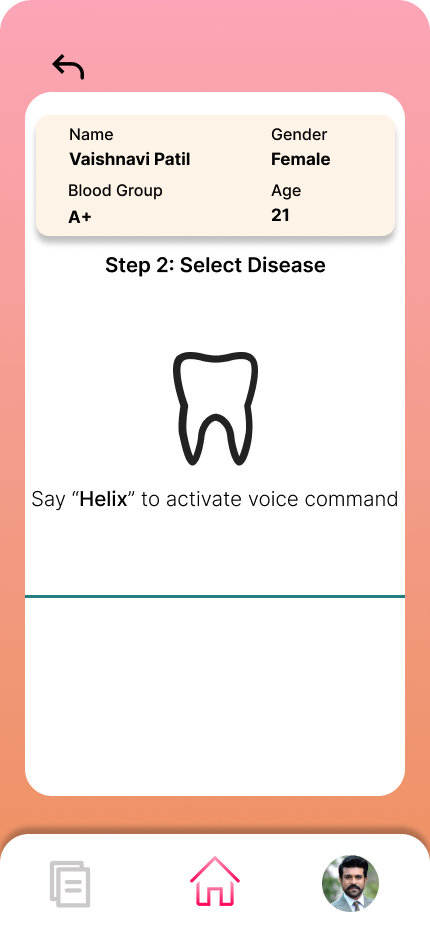 Name Gender
Vaishnavi Patil Female
Blood Group Age
A+ 21
Step 2: Select Disease
Say “Helix” to activate voice command